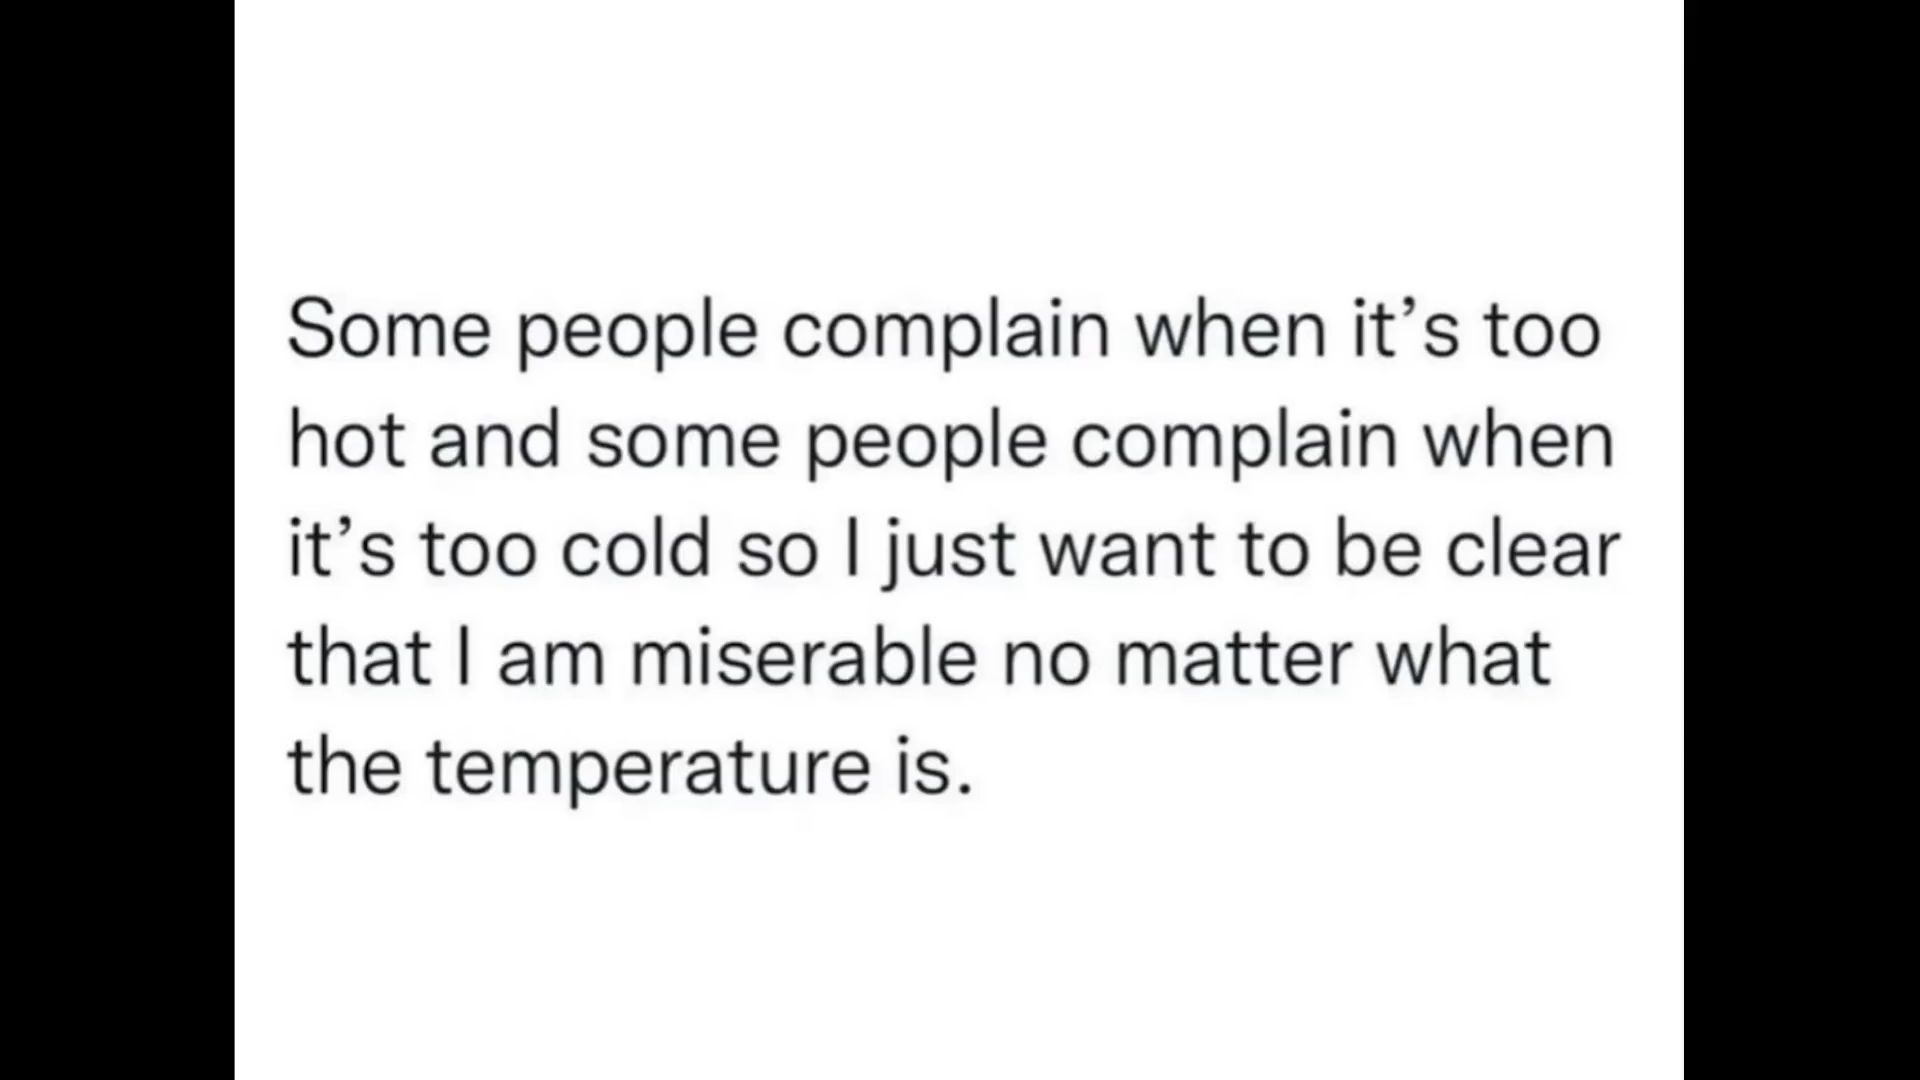 Some people complain when it’s too
hot and some people complain when
it’s too cold so I just want to be clear
that I am miserable no matter what
the temperature is.